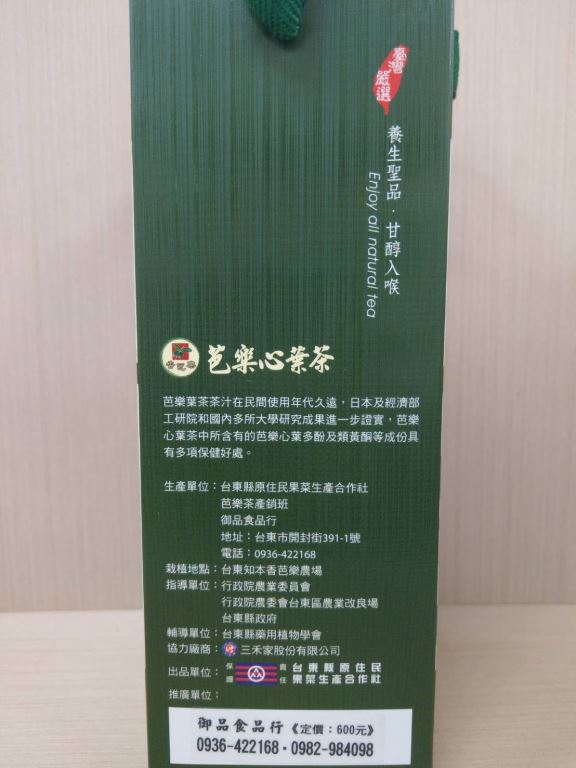 臺灣
嚴選
養生聖品．甘醇入喉
Enjoy all natural tea
芭樂心葉茶
芭樂葉茶茶汁在民間使用年代久遠，日本及經濟部
工研院和國內多所大學研究成果進一步證實，芭樂
心葉茶中所含有的芭樂心葉多酚及類黃酮等成份具
有多項保健好處。
生產單位：台東縣原住民果菜生產合作社
芭樂茶產銷班
御品食品行
地址：台東市開封街391-1號
電話：0936-422168
栽植地點：台東知本香芭樂農場
指導單位：行政院農業委員會
行政院農委會台東區農業改良場
台東縣政府
輔導單位：台東縣藥用植物學會
協力廠商：三禾家股份有限公司
出品單位：保證責任台東縣原住民
果菜生產合作社
推廣單位：
御品食品行《定價：600元》
0936-422168·0982-984098